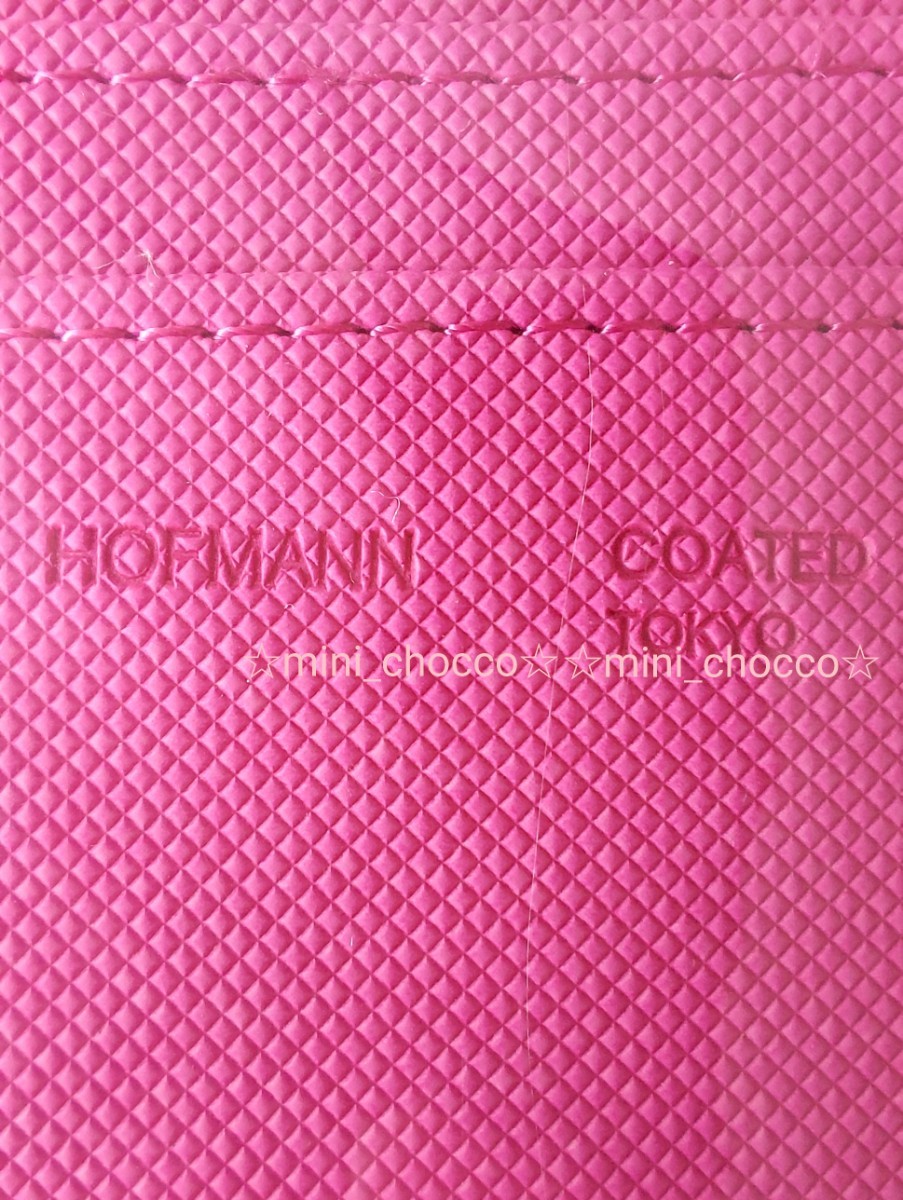 HOFMANN
COATED
TOKYO
☆mini_chocco☆ ☆mini_chocco☆